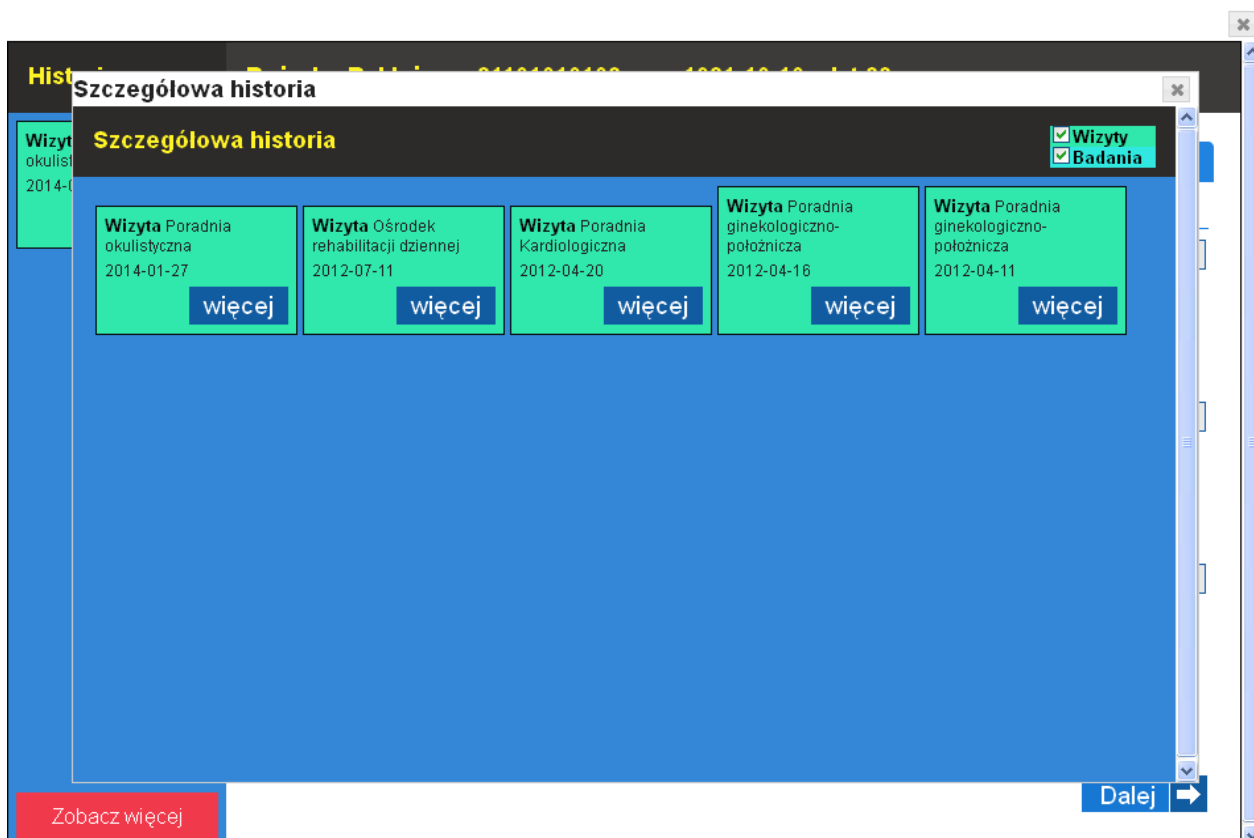 Szczególowa historia
Szczególowa historia
Wizyty
Badania
Wizyta Poradnia
okulistyczna
2014-01-27
więcej
Wizyta Ośrodek
rehabilitacji dziennej
2012-07-11
więcej
Wizyta Poradnia
Kardiologiczna
2012-04-20
więcej
Wizyta Poradnia
ginekologiczno-
położnicza
2012-04-16
więcej
Wizyta Poradnia
ginekologiczno-
położnicza
2012-04-11
więcej
Zobacz więcej
Dalej